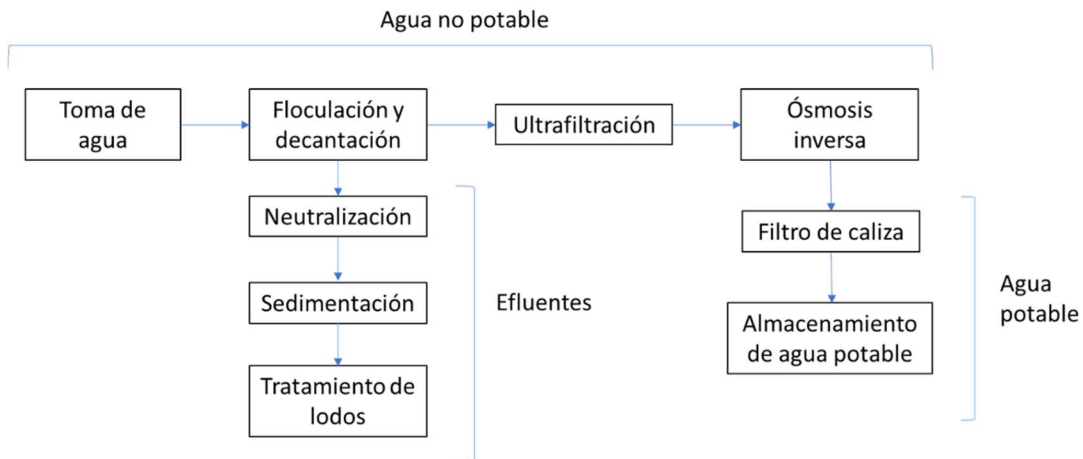 Agua no potable
Toma de
agua
Floculación y
decantación
Ultrafiltración
Ósmosis
inversa
Neutralización
Sedimentación
Tratamiento de
lodos
Efluentes
Filtro de caliza
Almacenamiento
de agua potable
Agua
potable